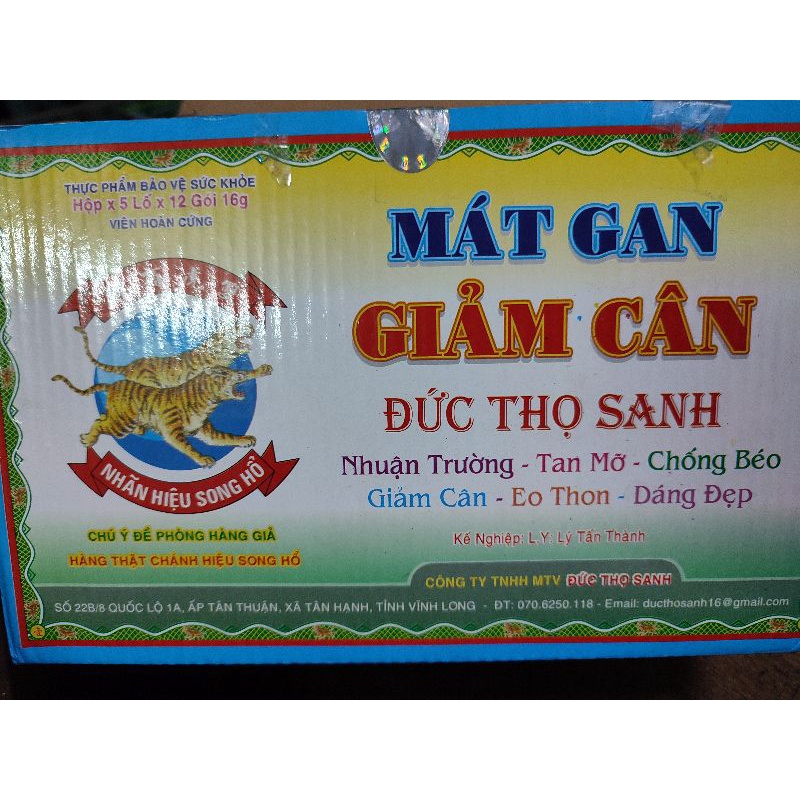 THỰC PHẨM BẢO VỆ SỨC KHỎE
Hộp x 5 Lố x 12 Gói 16g
VIÊN HOÀN CỨNG
NHÃN HIỆU SONG HỔ
CHÚ Ý ĐỀ PHÒNG HÀNG GIẢ
HÀNG THẬT CHÁNH HIỆU SONG HỔ
MÁT GAN
GIẢM CÂN
ĐỨC THỌ SANH
Nhuận Trường - Tan Mỡ - Chống Béo
Giảm Cân - Eo Thon - Dáng Đẹp
Kế Nghiệp: L.Y: Lý Tấn Thành
CÔNG TY TNHH MTV ĐỨC THỌ SANH
SỐ 22B/8 QUỐC LỘ 1A, ẤP TÂN THUẬN, XÃ TÂN HẠNH, TỈNH VĨNH LONG - ĐT: 070.6250.118 - Email: ducthosanh16@gmail.com